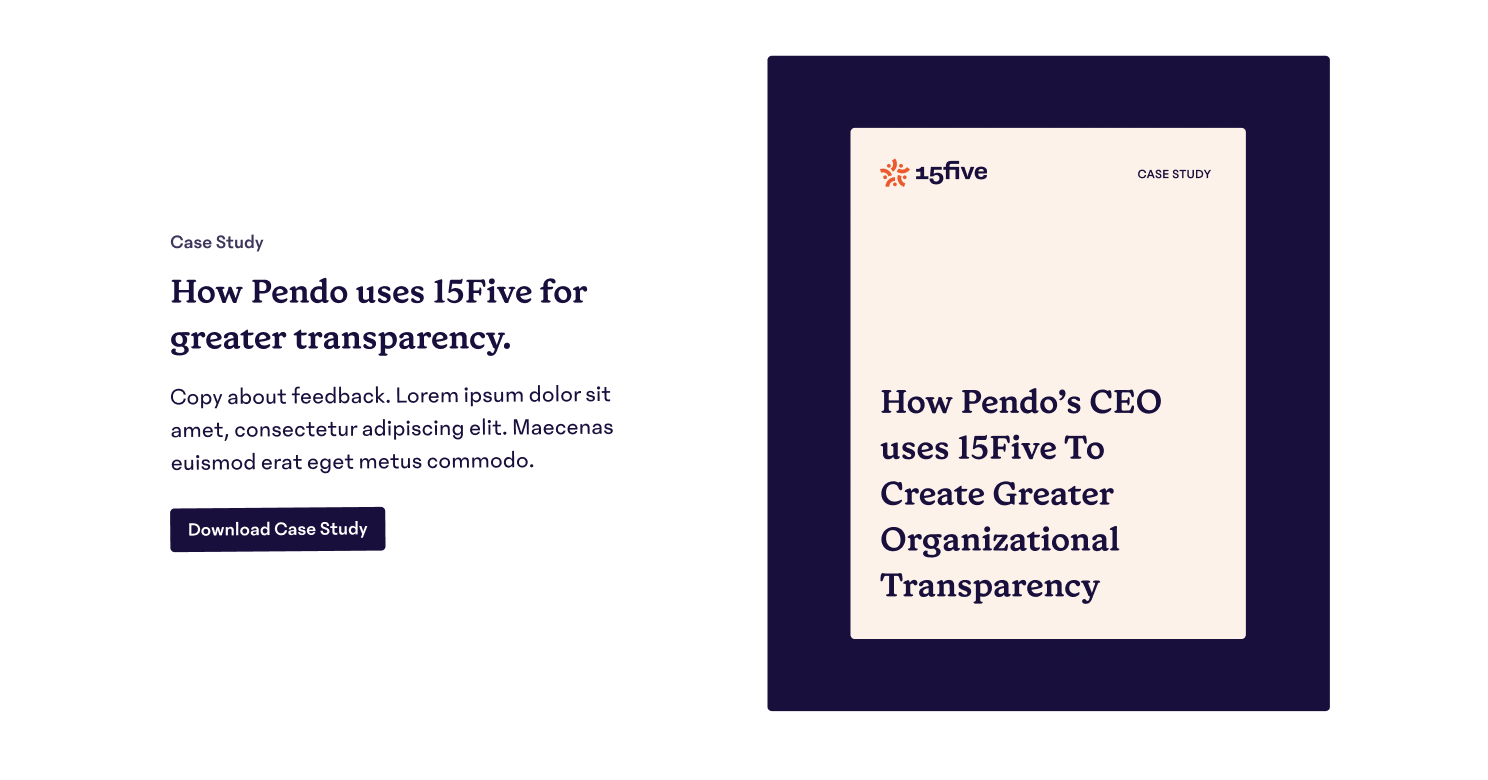 Case Study
How Pendo uses 15Five for
greater transparency.
Copy about feedback. Lorem ipsum dolor sit
amet, consectetur adipiscing elit. Maecenas
euismod erat eget metus commodo.
Download Case Study
15five
CASE STUDY
How Pendo’s CEO
uses 15Five To
Create Greater
Organizational
Transparency